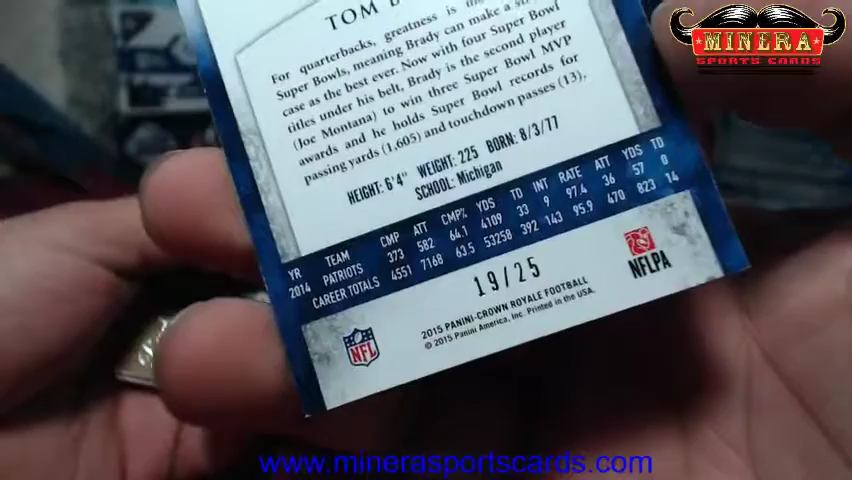 MINERA
SPORTS CARDS
TOM
For quarterbacks, greatness is
Super Bowls, meaning Brady can make a
case as the best ever. Now with four Super Bowl
titles under his belt, Brady is the second player
(Joe Montana) to win three Super Bowl MVP
awards and he holds Super Bowl records for
passing yards (1,605) and touchdown passes (13).
HEIGHT: 6'4" WEIGHT: 225 BORN: 8/3/77
SCHOOL: Michigan
YR TEAM CMP ATT CMP% YDS TD INT RATE ATT YDS TD
2014 PATRIOTS 373 582 64.1 4109 33 9 97.4 36 57 0
CAREER TOTALS 4551 7168 63.5 53258 392 143 95.9 470 823 14
19/25
NFL
2015 PANINI-CROWN ROYALE FOOTBALL
© 2015 Panini America, Inc. Printed in the USA.
NFLPA
www.minerasportscards.com